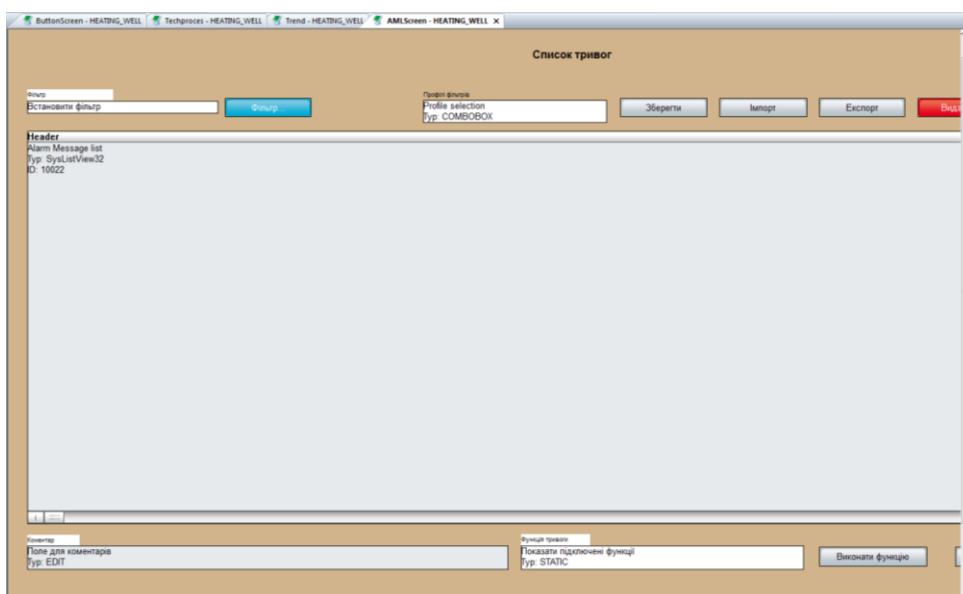 ButtonScreen - HEATING_WELL Techproces - HEATING_WELL Trend - HEATING_WELL AMLScreen - HEATING_WELL X
Список тривог
Фільтр
Профілі фільтрів
Встановити фільтр
Фільтр...
Profile selection
Typ: COMBOBOX
Зберегти
Імпорт
Експорт
Header
Alarm Message list
Typ: SysListView32
ID: 10022
Коментар
Функція тривоги
Поле для коментарів
Typ: EDIT
Показати підключені функції
Typ: STATIC
Виконати функцію